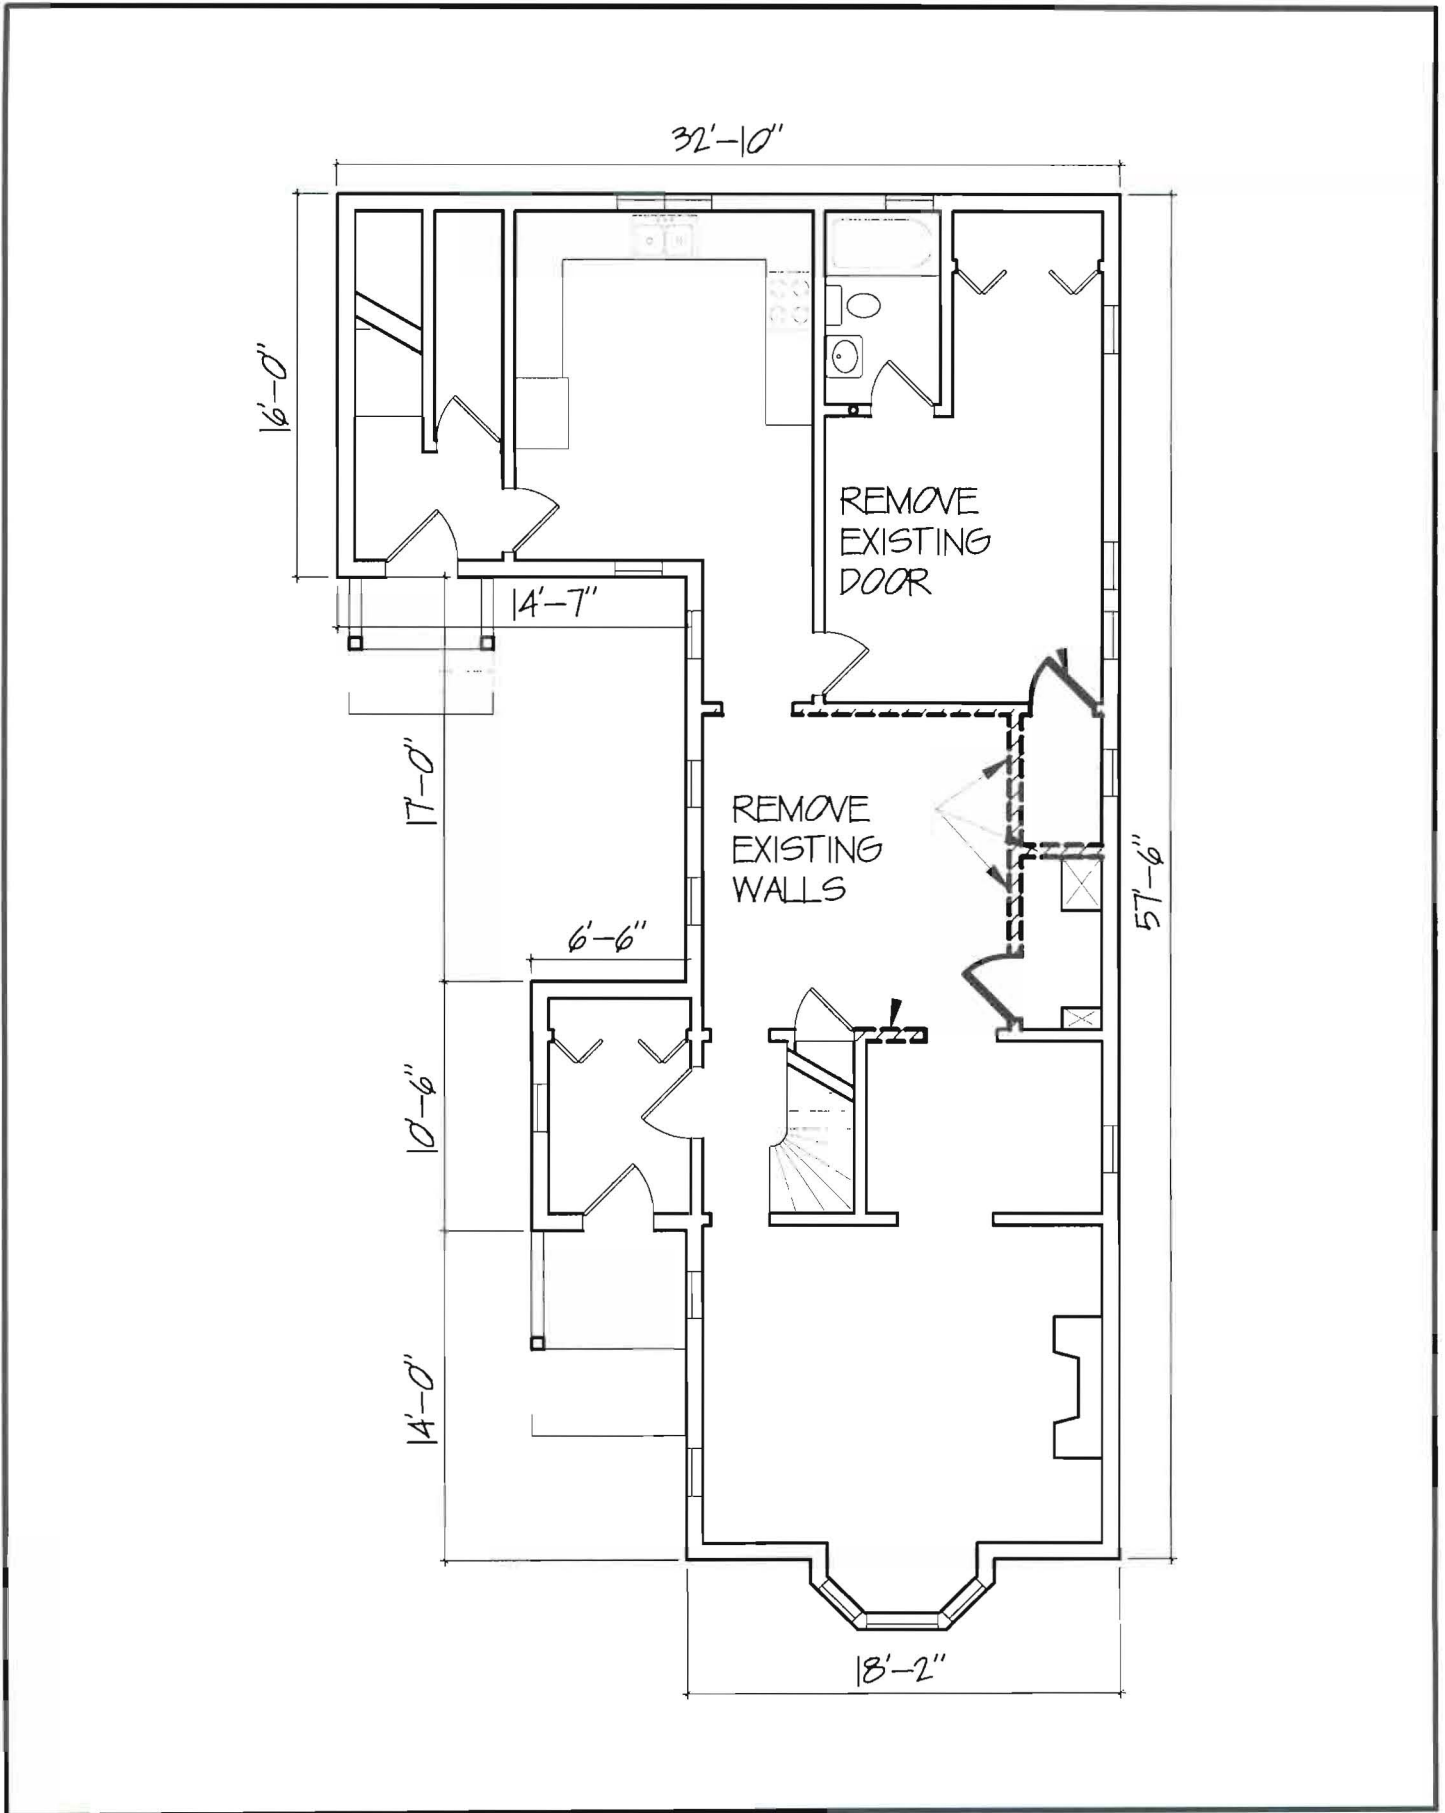 32'-10"
16'-0"
REMOVE
EXISTING
DOOR
14'-7"
17'-0"
REMOVE
EXISTING
WALLS
57'-6"
6'-6"
10'-6"
14'-0"
18'-2"